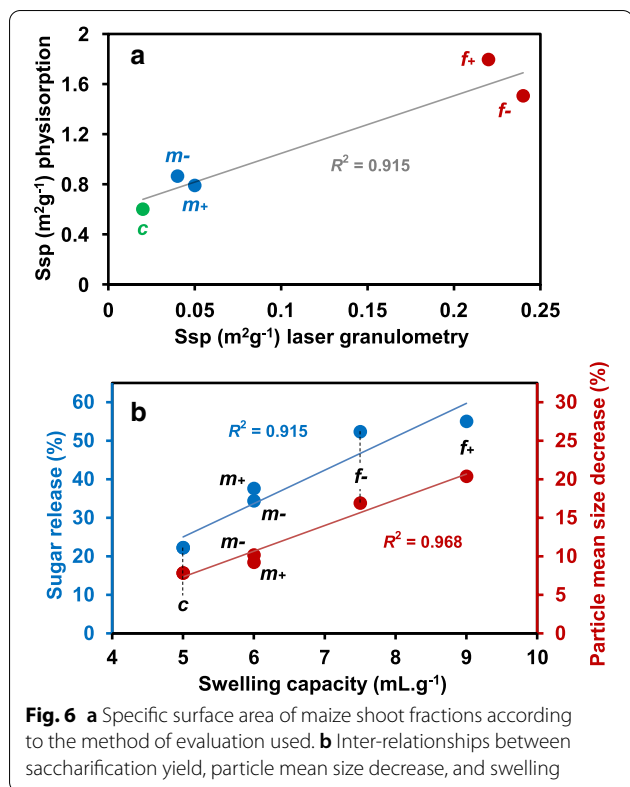 a
2
1.6
1.2
0.8
0.4
0
Ssp (m²g⁻¹) physisorption
f+
f-
m-
m+
c
R² = 0.915
0 0.05 0.1 0.15 0.2 0.25
Ssp (m²g⁻¹) laser granulometry
b
60
50
40
30
20
10
0
Sugar release (%)
30
25
20
15
10
5
0
Particle mean size decrease (%)
R² = 0.915
m+
m-
f-
f+
m-
m+
c
R² = 0.968
4 5 6 7 8 9 10
Swelling capacity (mL.g⁻¹)
Fig. 6 a Specific surface area of maize shoot fractions according
to the method of evaluation used. b Inter-relationships between
saccharification yield, particle mean size decrease, and swelling